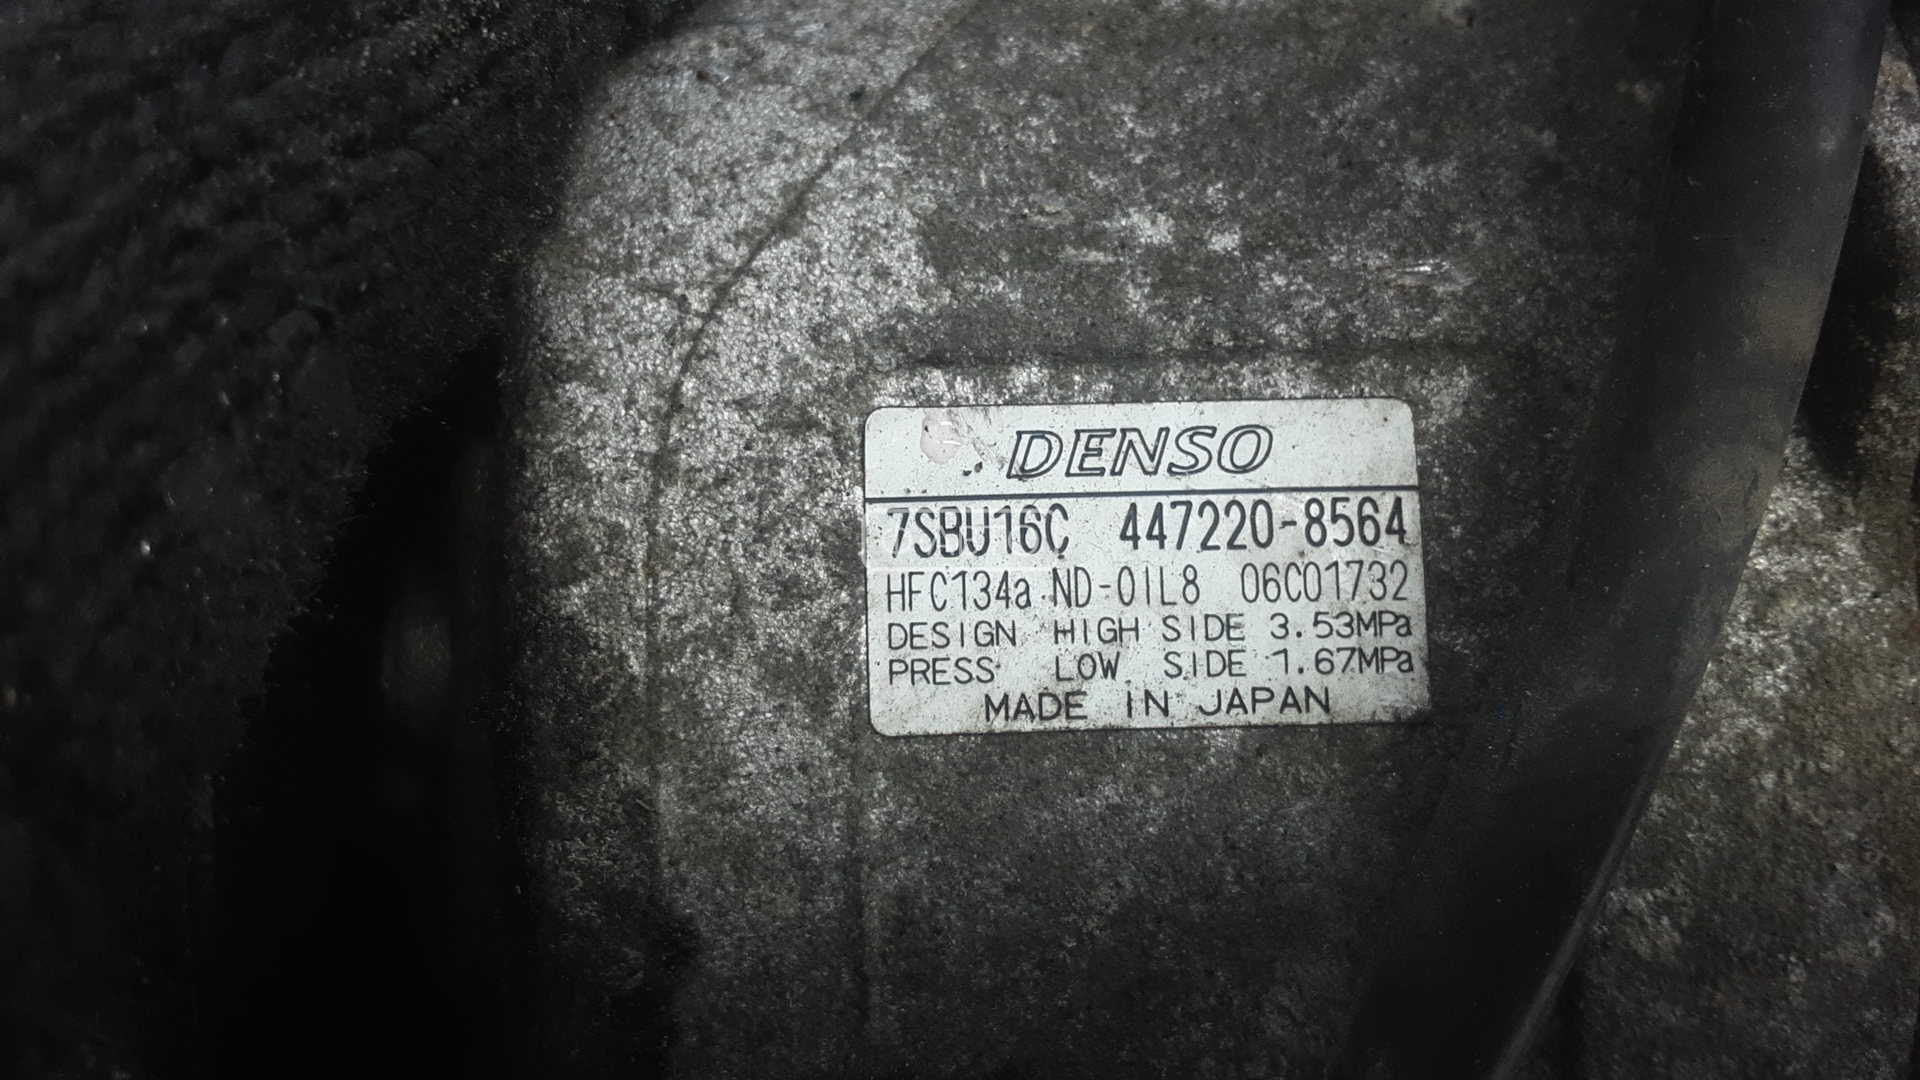 DENSO
7SBU16C 447220-8564
HFC134a ND-OIL8 06C01732
DESIGN HIGH SIDE 3.53MPa
PRESS LOW SIDE 1.67MPa
MADE IN JAPAN